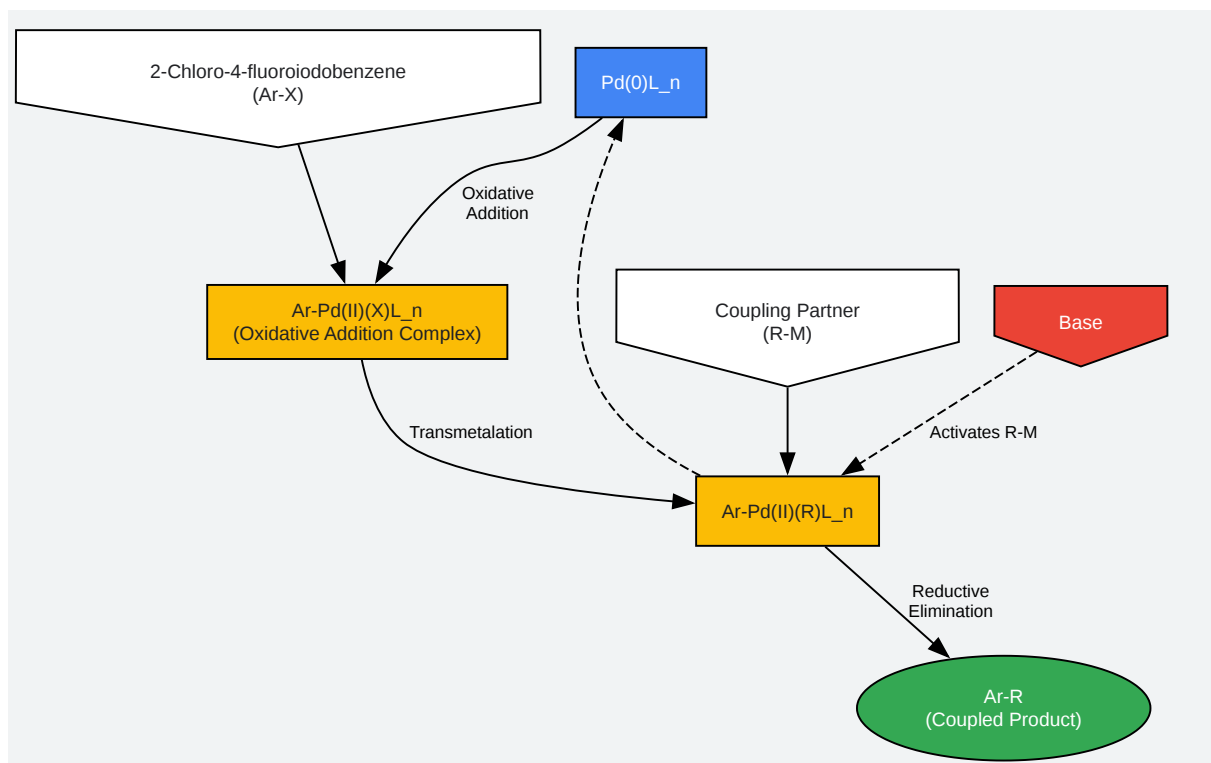 2-Chloro-4-fluoroiodobenzene
(Ar-X)
Pd(0)L_n
Oxidative
Addition
Ar-Pd(II)(X)L_n
(Oxidative Addition Complex)
Coupling Partner
(R-M)
Base
Transmetalation
Activates R-M
Ar-Pd(II)(R)L_n
Reductive
Elimination
Ar-R
(Coupled Product)